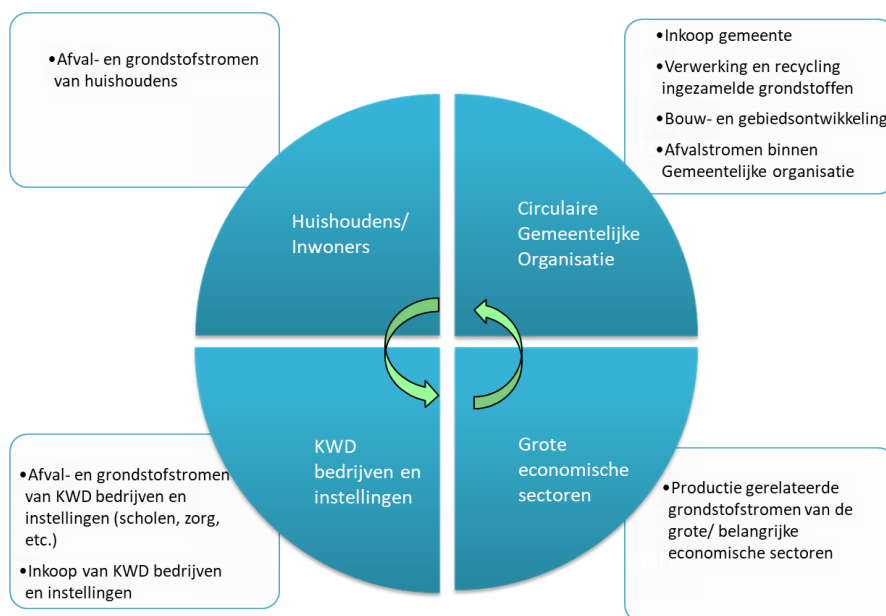 •Afval- en grondstofstromen
van huishoudens
•Inkoop gemeente
•Verwerking en recycling
ingezamelde grondstoffen
•Bouw- en gebiedsontwikkeling
•Afvalstromen binnen
Gemeentelijke organisatie
Huishoudens/
Inwoners
Circulaire
Gemeentelijke
Organisatie
KWD
bedrijven en
instellingen
Grote
economische
sectoren
•Afval- en grondstofstromen
van KWD bedrijven en
instellingen (scholen, zorg,
etc.)
•Inkoop van KWD bedrijven
en instellingen
•Productie gerelateerde
grondstofstromen van de
grote/ belangrijke
economische sectoren